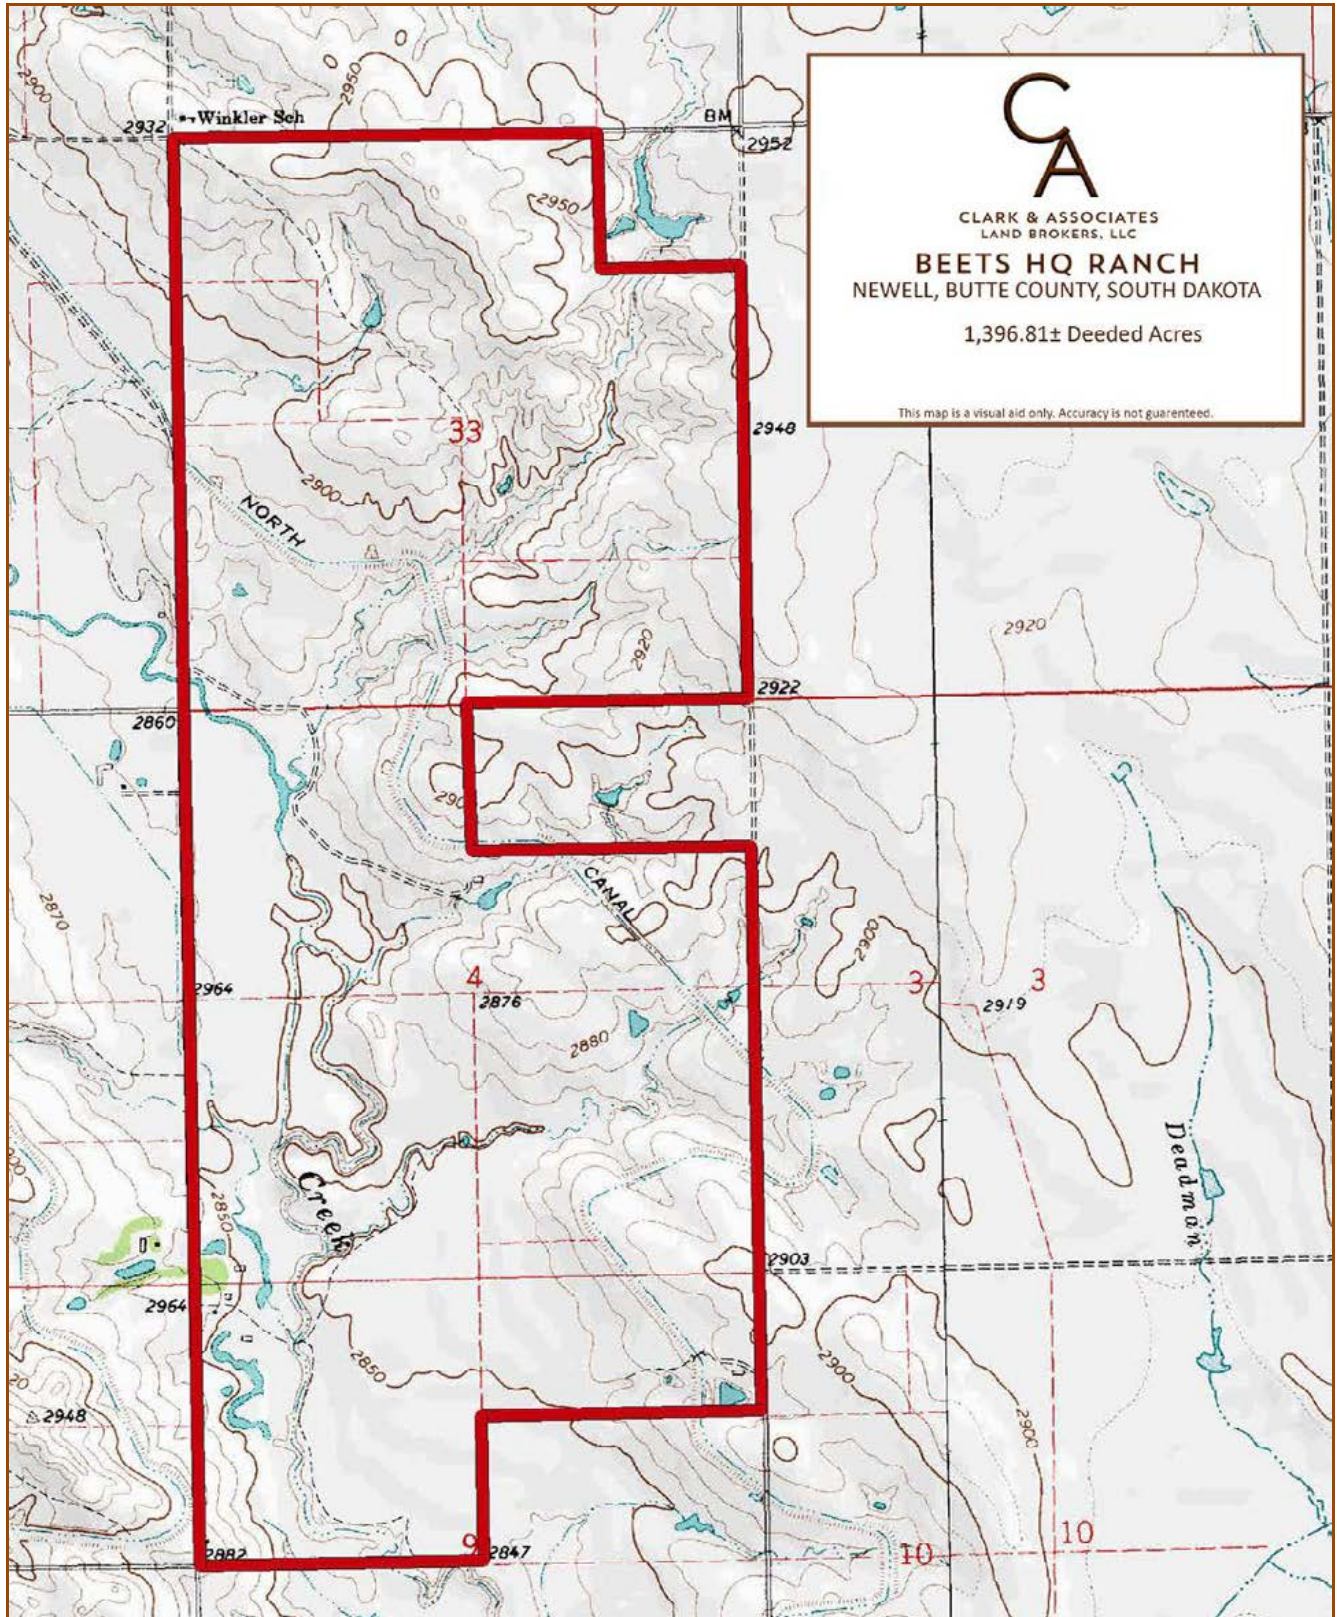 2900
2950
2932
Winkler Sch
BM
2952
CA
CLARK & ASSOCIATES
LAND BROKERS, LLC
BEETS HQ RANCH
NEWELL, BUTTE COUNTY, SOUTH DAKOTA
1,396.81± Deeded Acres
This map is a visual aid only. Accuracy is not guarenteed.
2950
33
2948
2900
NORTH
2920
2920
2922
2860
CANAL
2870
2900
2964
4
2876
3
3
2919
2880
Deadman
Creek
2850
2903
2964
2850
2900
2948
2900
2882
9
2847
10
10